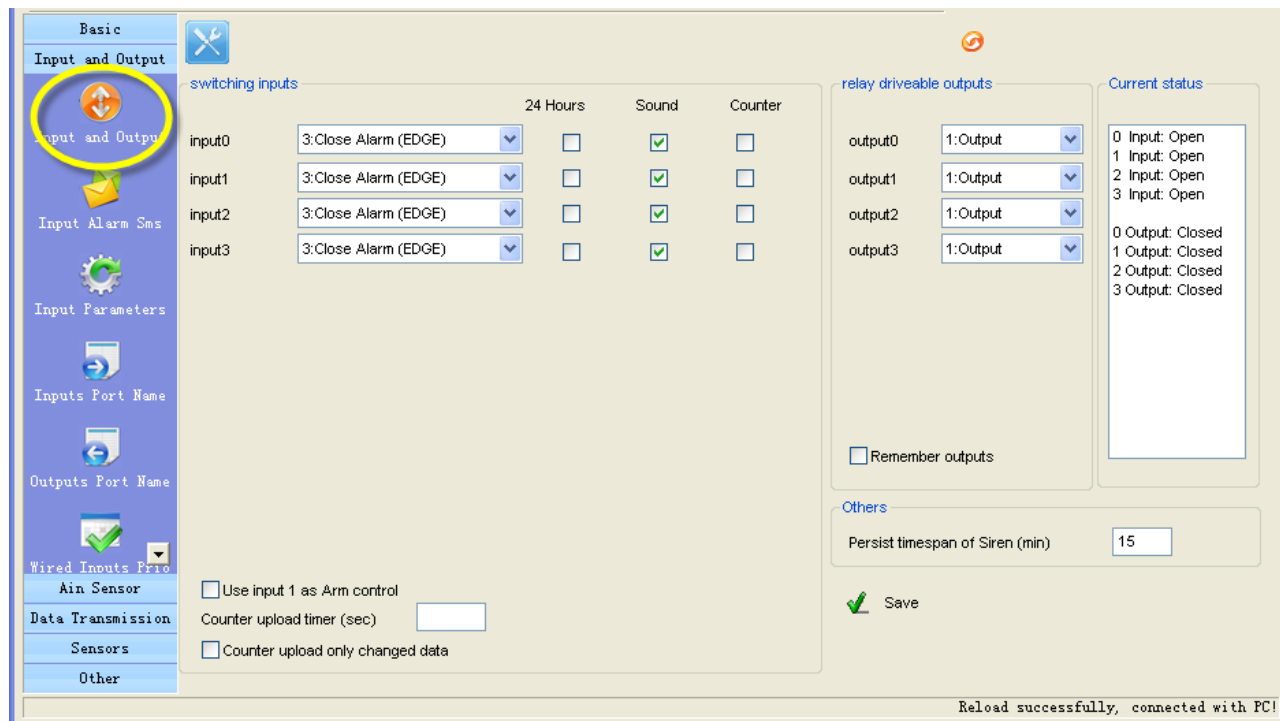 Basic
Input and Output
Input and Output
Input Alarm Sms
Input Parameters
Inputs Port Name
Outputs Port Name
Wired Inputs Prio
Ain Sensor
Data Transmission
Sensors
Other
switching inputs
24 Hours Sound Counter
input0 3:Close Alarm (EDGE)
input1 3:Close Alarm (EDGE)
input2 3:Close Alarm (EDGE)
input3 3:Close Alarm (EDGE)
Use input 1 as Arm control
Counter upload timer (sec)
Counter upload only changed data
relay driveable outputs
output0 1:Output
output1 1:Output
output2 1:Output
output3 1:Output
Remember outputs
Current status
0 Input: Open
1 Input: Open
2 Input: Open
3 Input: Open
0 Output: Closed
1 Output: Closed
2 Output: Closed
3 Output: Closed
Others
Persist timespan of Siren (min) 15
Save
Reload successfully, connected with PC!